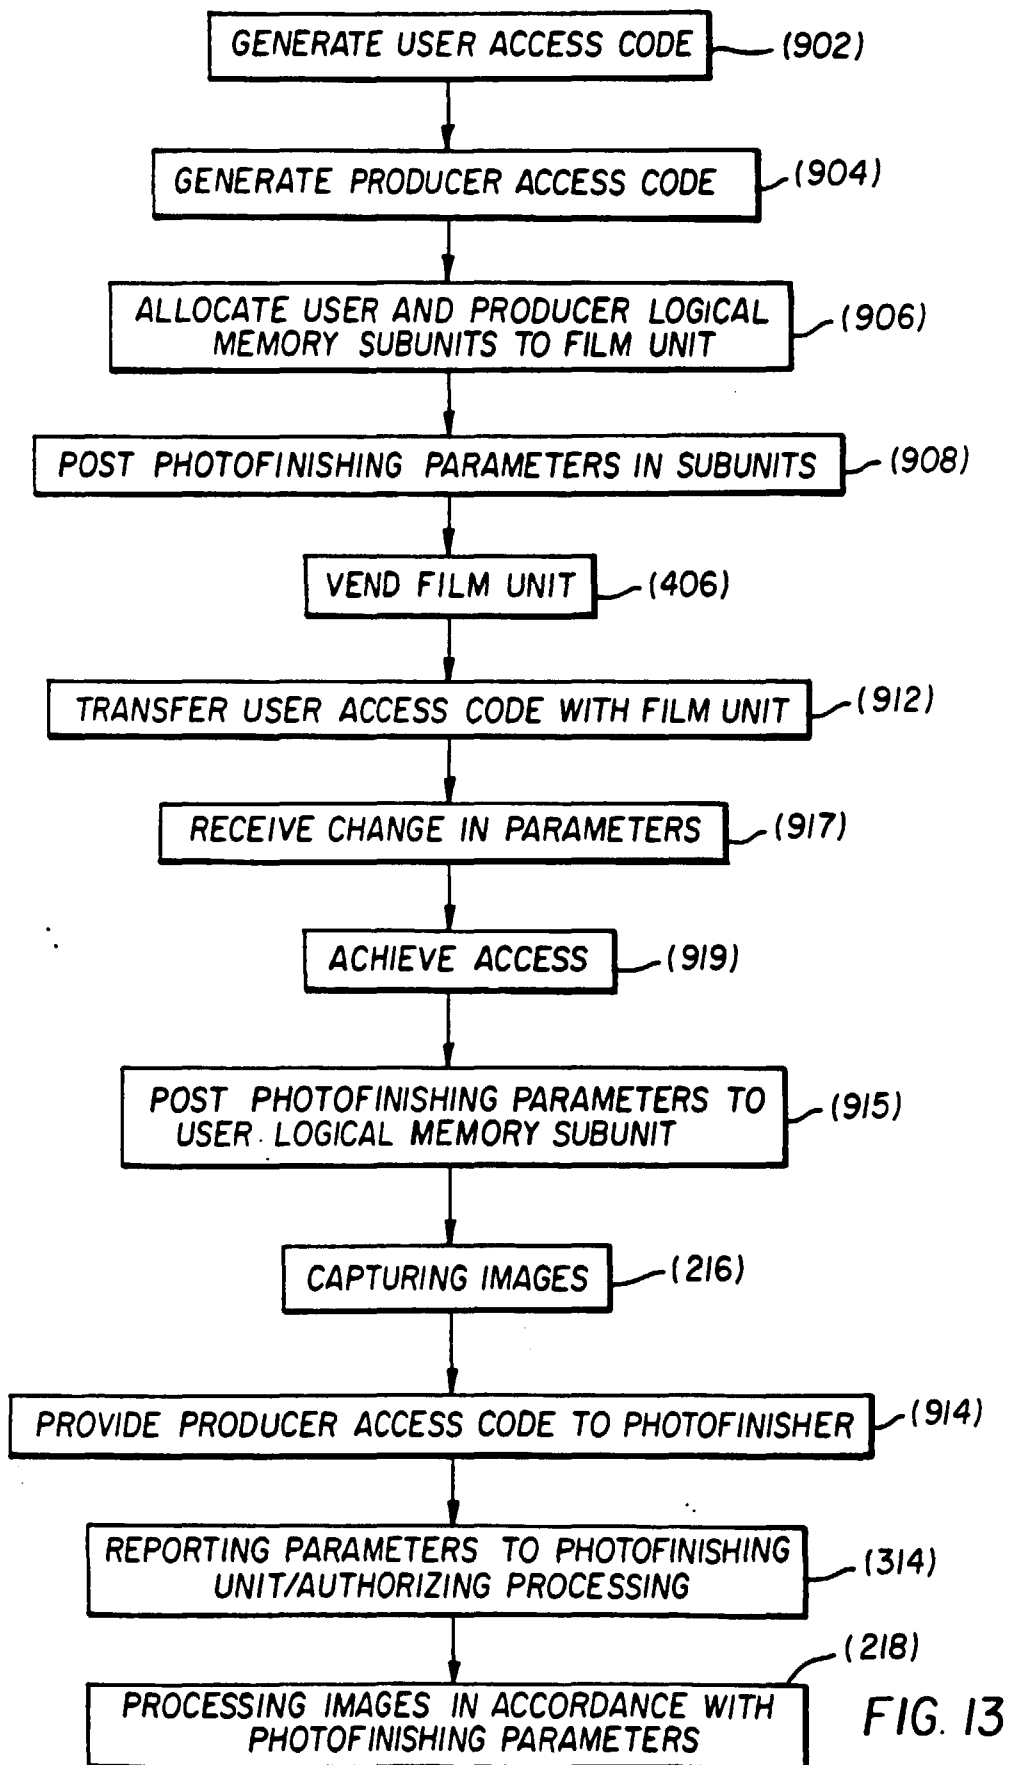 GENERATE USER ACCESS CODE (902)
GENERATE PRODUCER ACCESS CODE (904)
ALLOCATE USER AND PRODUCER LOGICAL
MEMORY SUBUNITS TO FILM UNIT (906)
POST PHOTOFINISHING PARAMETERS IN SUBUNITS (908)
VEND FILM UNIT (406)
TRANSFER USER ACCESS CODE WITH FILM UNIT (912)
RECEIVE CHANGE IN PARAMETERS (917)
ACHIEVE ACCESS (919)
POST PHOTOFINISHING PARAMETERS TO
USER LOGICAL MEMORY SUBUNIT (915)
CAPTURING IMAGES (216)
PROVIDE PRODUCER ACCESS CODE TO PHOTOFINISHER (914)
REPORTING PARAMETERS TO PHOTOFINISHING
UNIT/AUTHORIZING PROCESSING (314)
(218)
PROCESSING IMAGES IN ACCORDANCE WITH
PHOTOFINISHING PARAMETERS
FIG. 13